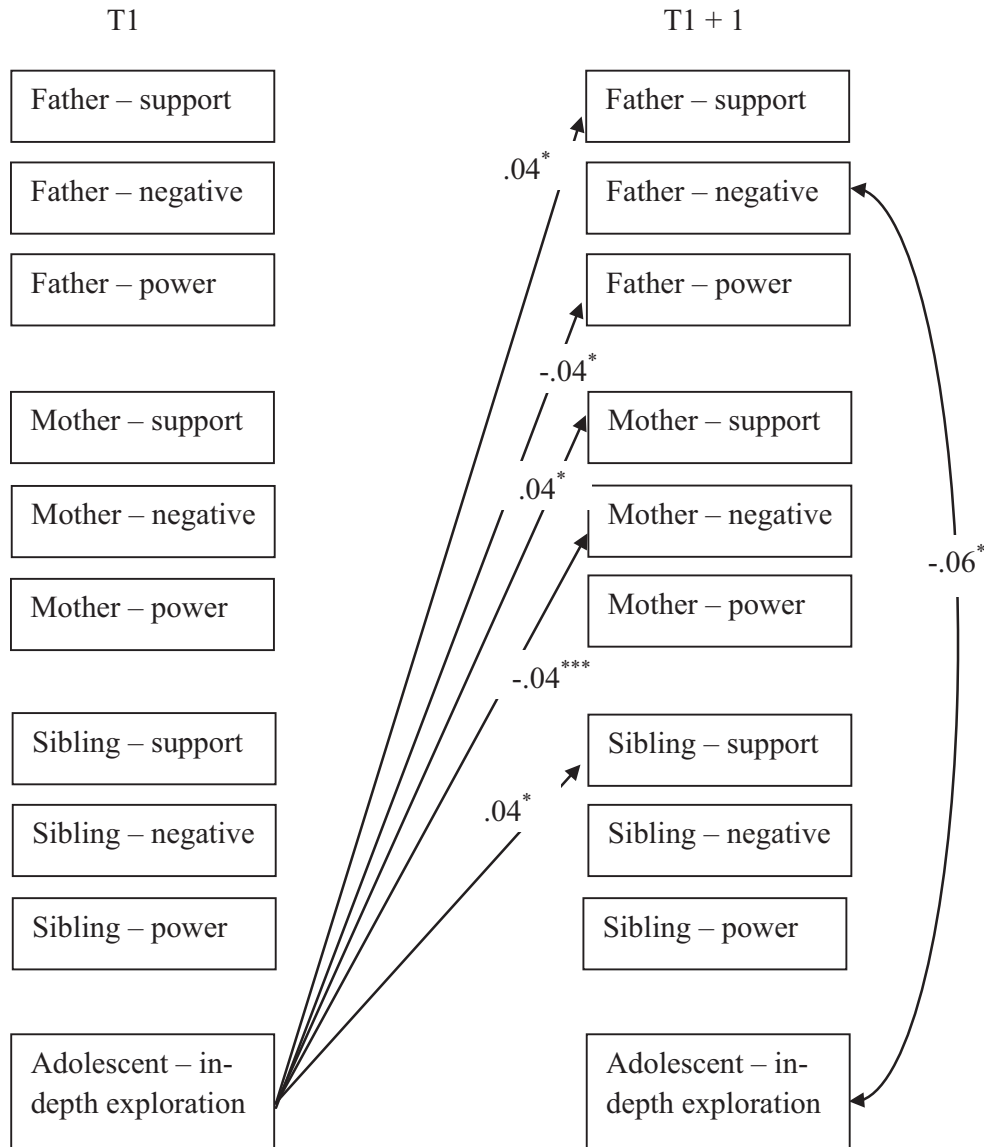 T1
T1 + 1
Father – support
Father – support
.04*
Father – negative
Father – negative
Father – power
Father – power
-.04*
Mother – support
Mother – support
.04*
Mother – negative
Mother – negative
-.06*
Mother – power
Mother – power
-.04***
Sibling – support
Sibling – support
.04*
Sibling – negative
Sibling – negative
Sibling – power
Sibling – power
Adolescent – in-
depth exploration
Adolescent – in-
depth exploration